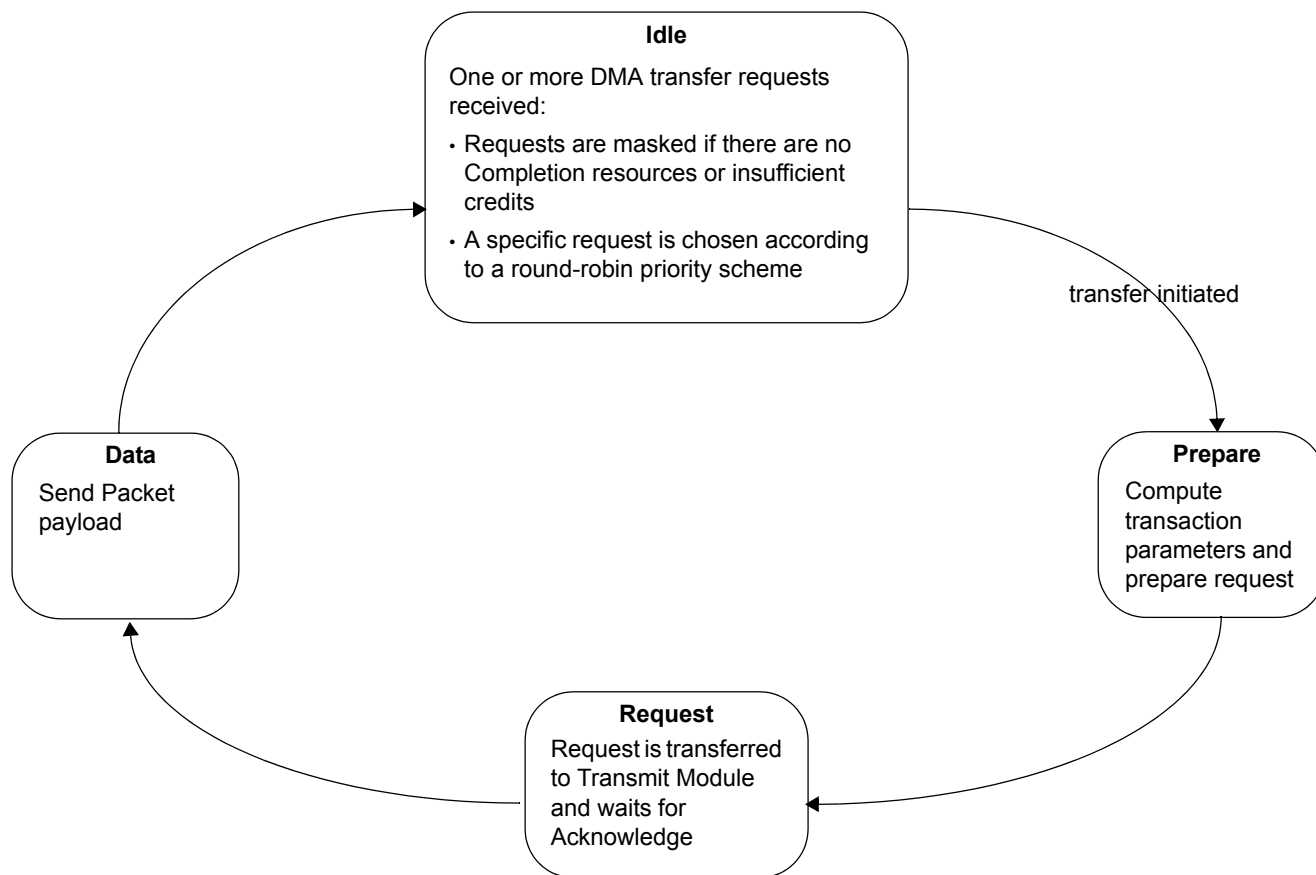 Idle
One or more DMA transfer requests
received:
• Requests are masked if there are no
Completion resources or insufficient
credits
• A specific request is chosen according
to a round-robin priority scheme
transfer initiated
Data
Send Packet
payload
Prepare
Compute
transaction
parameters and
prepare request
Request
Request is transferred
to Transmit Module
and waits for
Acknowledge